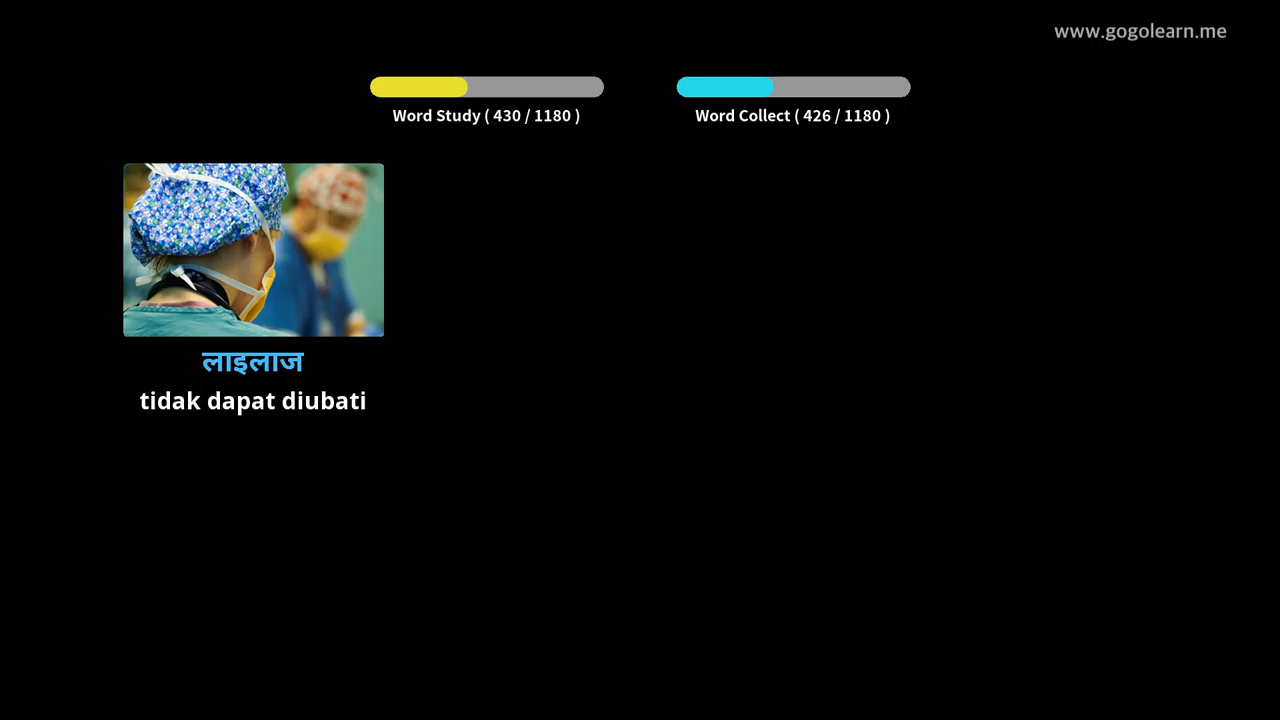 www.gogolearn.me
Word Study ( 430 / 1180 )
Word Collect ( 426 / 1180 )
लाइलाज
tidak dapat diubati